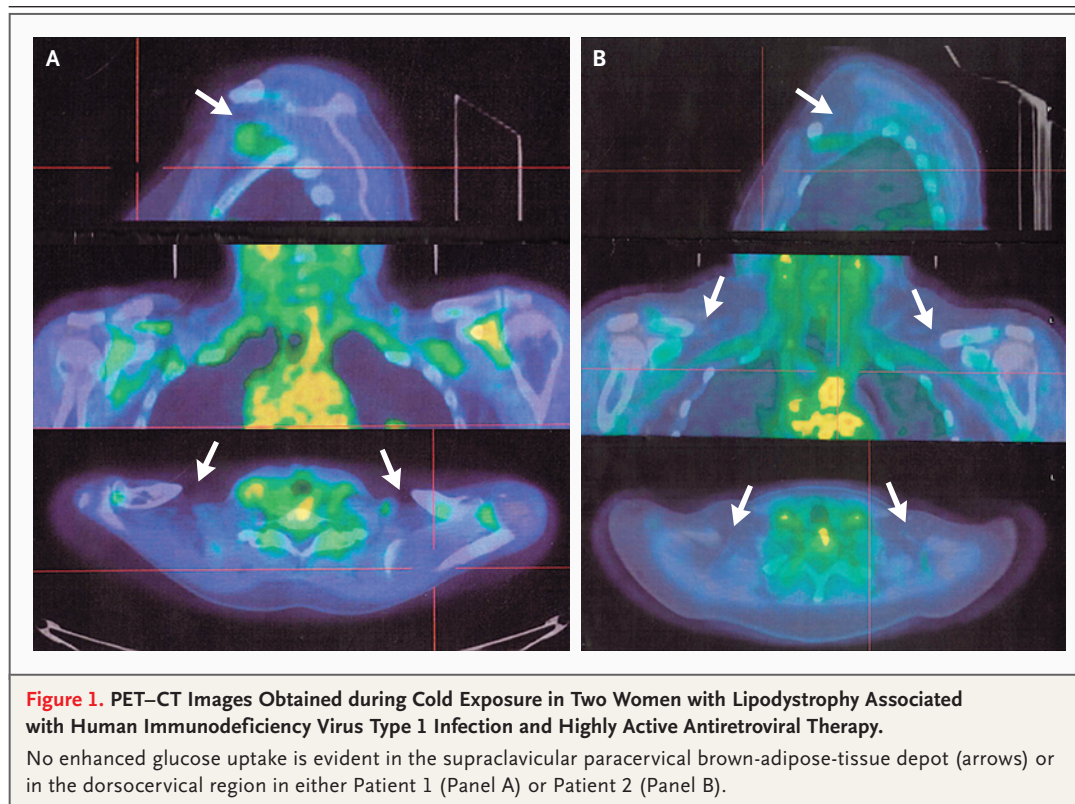 A
B
Figure 1. PET–CT Images Obtained during Cold Exposure in Two Women with Lipodystrophy Associated
with Human Immunodeficiency Virus Type 1 Infection and Highly Active Antiretroviral Therapy.
No enhanced glucose uptake is evident in the supraclavicular paracervical brown-adipose-tissue depot (arrows) or
in the dorsocervical region in either Patient 1 (Panel A) or Patient 2 (Panel B).